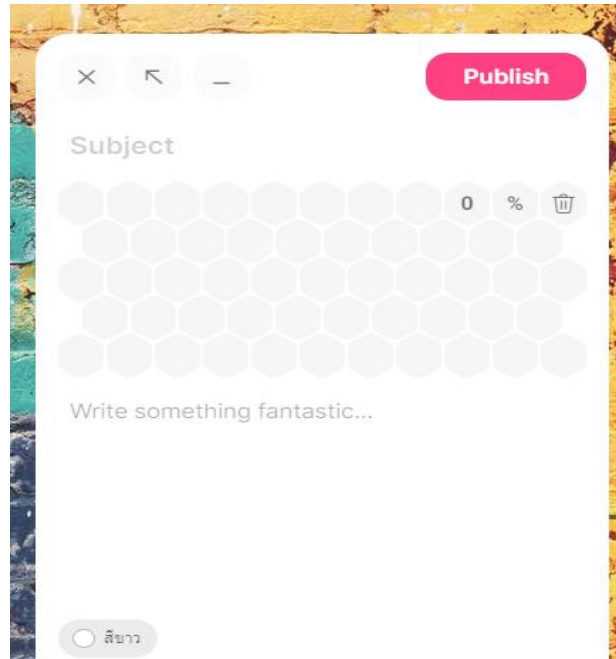 Publish
Subject
0 %
Write something fantastic...
สีขาว